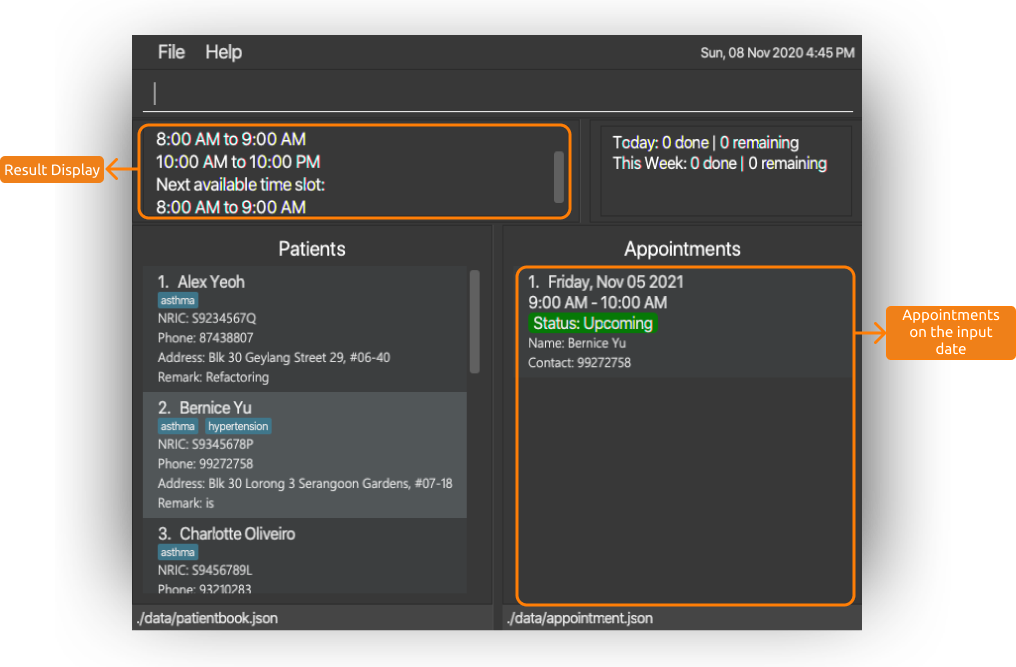 File Help
Sun, 08 Nov 2020 4:45 PM
Result Display
8:00 AM to 9:00 AM
10:00 AM to 10:00 PM
Next available time slot:
8:00 AM to 9:00 AM
Today: 0 done | 0 remaining
This Week: 0 done | 0 remaining
Patients
1. Alex Yeoh
asthma
NRIC: S9234567Q
Phone: 87438807
Address: Blk 30 Geylang Street 29, #06-40
Remark: Refactoring
2. Bernice Yu
asthma hypertension
NRIC: S9345678P
Phone: 99272758
Address: Blk 30 Lorong 3 Serangoon Gardens, #07-18
Remark: is
3. Charlotte Oliveiro
asthma
NRIC: S9456789L
Phone: 93210283
./data/patientbook.json
Appointments
1. Friday, Nov 05 2021
9:00 AM - 10:00 AM
Status: Upcoming
Name: Bernice Yu
Contact: 99272758
Appointments
on the input
date
./data/appointment.json